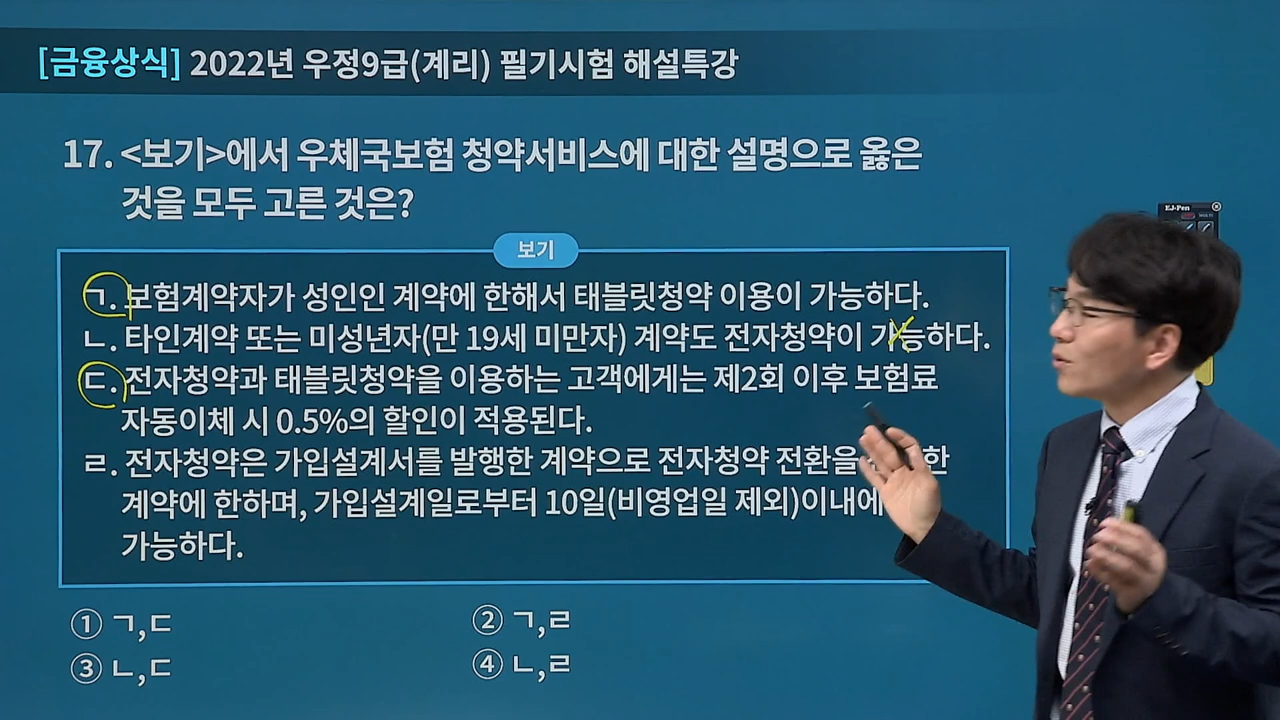 [금융상식] 2022년 우정9급(계리) 필기시험 해설특강
17. <보기>에서 우체국보험 청약서비스에 대한 설명으로 옳은
것을 모두 고른 것은?
보기
ㄱ. 보험계약자가 성인인 계약에 한해서 태블릿청약 이용이 가능하다.
ㄴ. 타인계약 또는 미성년자(만 19세 미만자) 계약도 전자청약이 가능하다.
ㄷ. 전자청약과 태블릿청약을 이용하는 고객에게는 제2회 이후 보험료
자동이체 시 0.5%의 할인이 적용된다.
ㄹ. 전자청약은 가입설계서를 발행한 계약으로 전자청약 전환을 한
계약에 한하며, 가입설계일로부터 10일(비영업일 제외)이내에
가능하다.
① ㄱ,ㄷ
② ㄱ,ㄹ
③ ㄴ,ㄷ
④ ㄴ,ㄹ
EJ-Pen